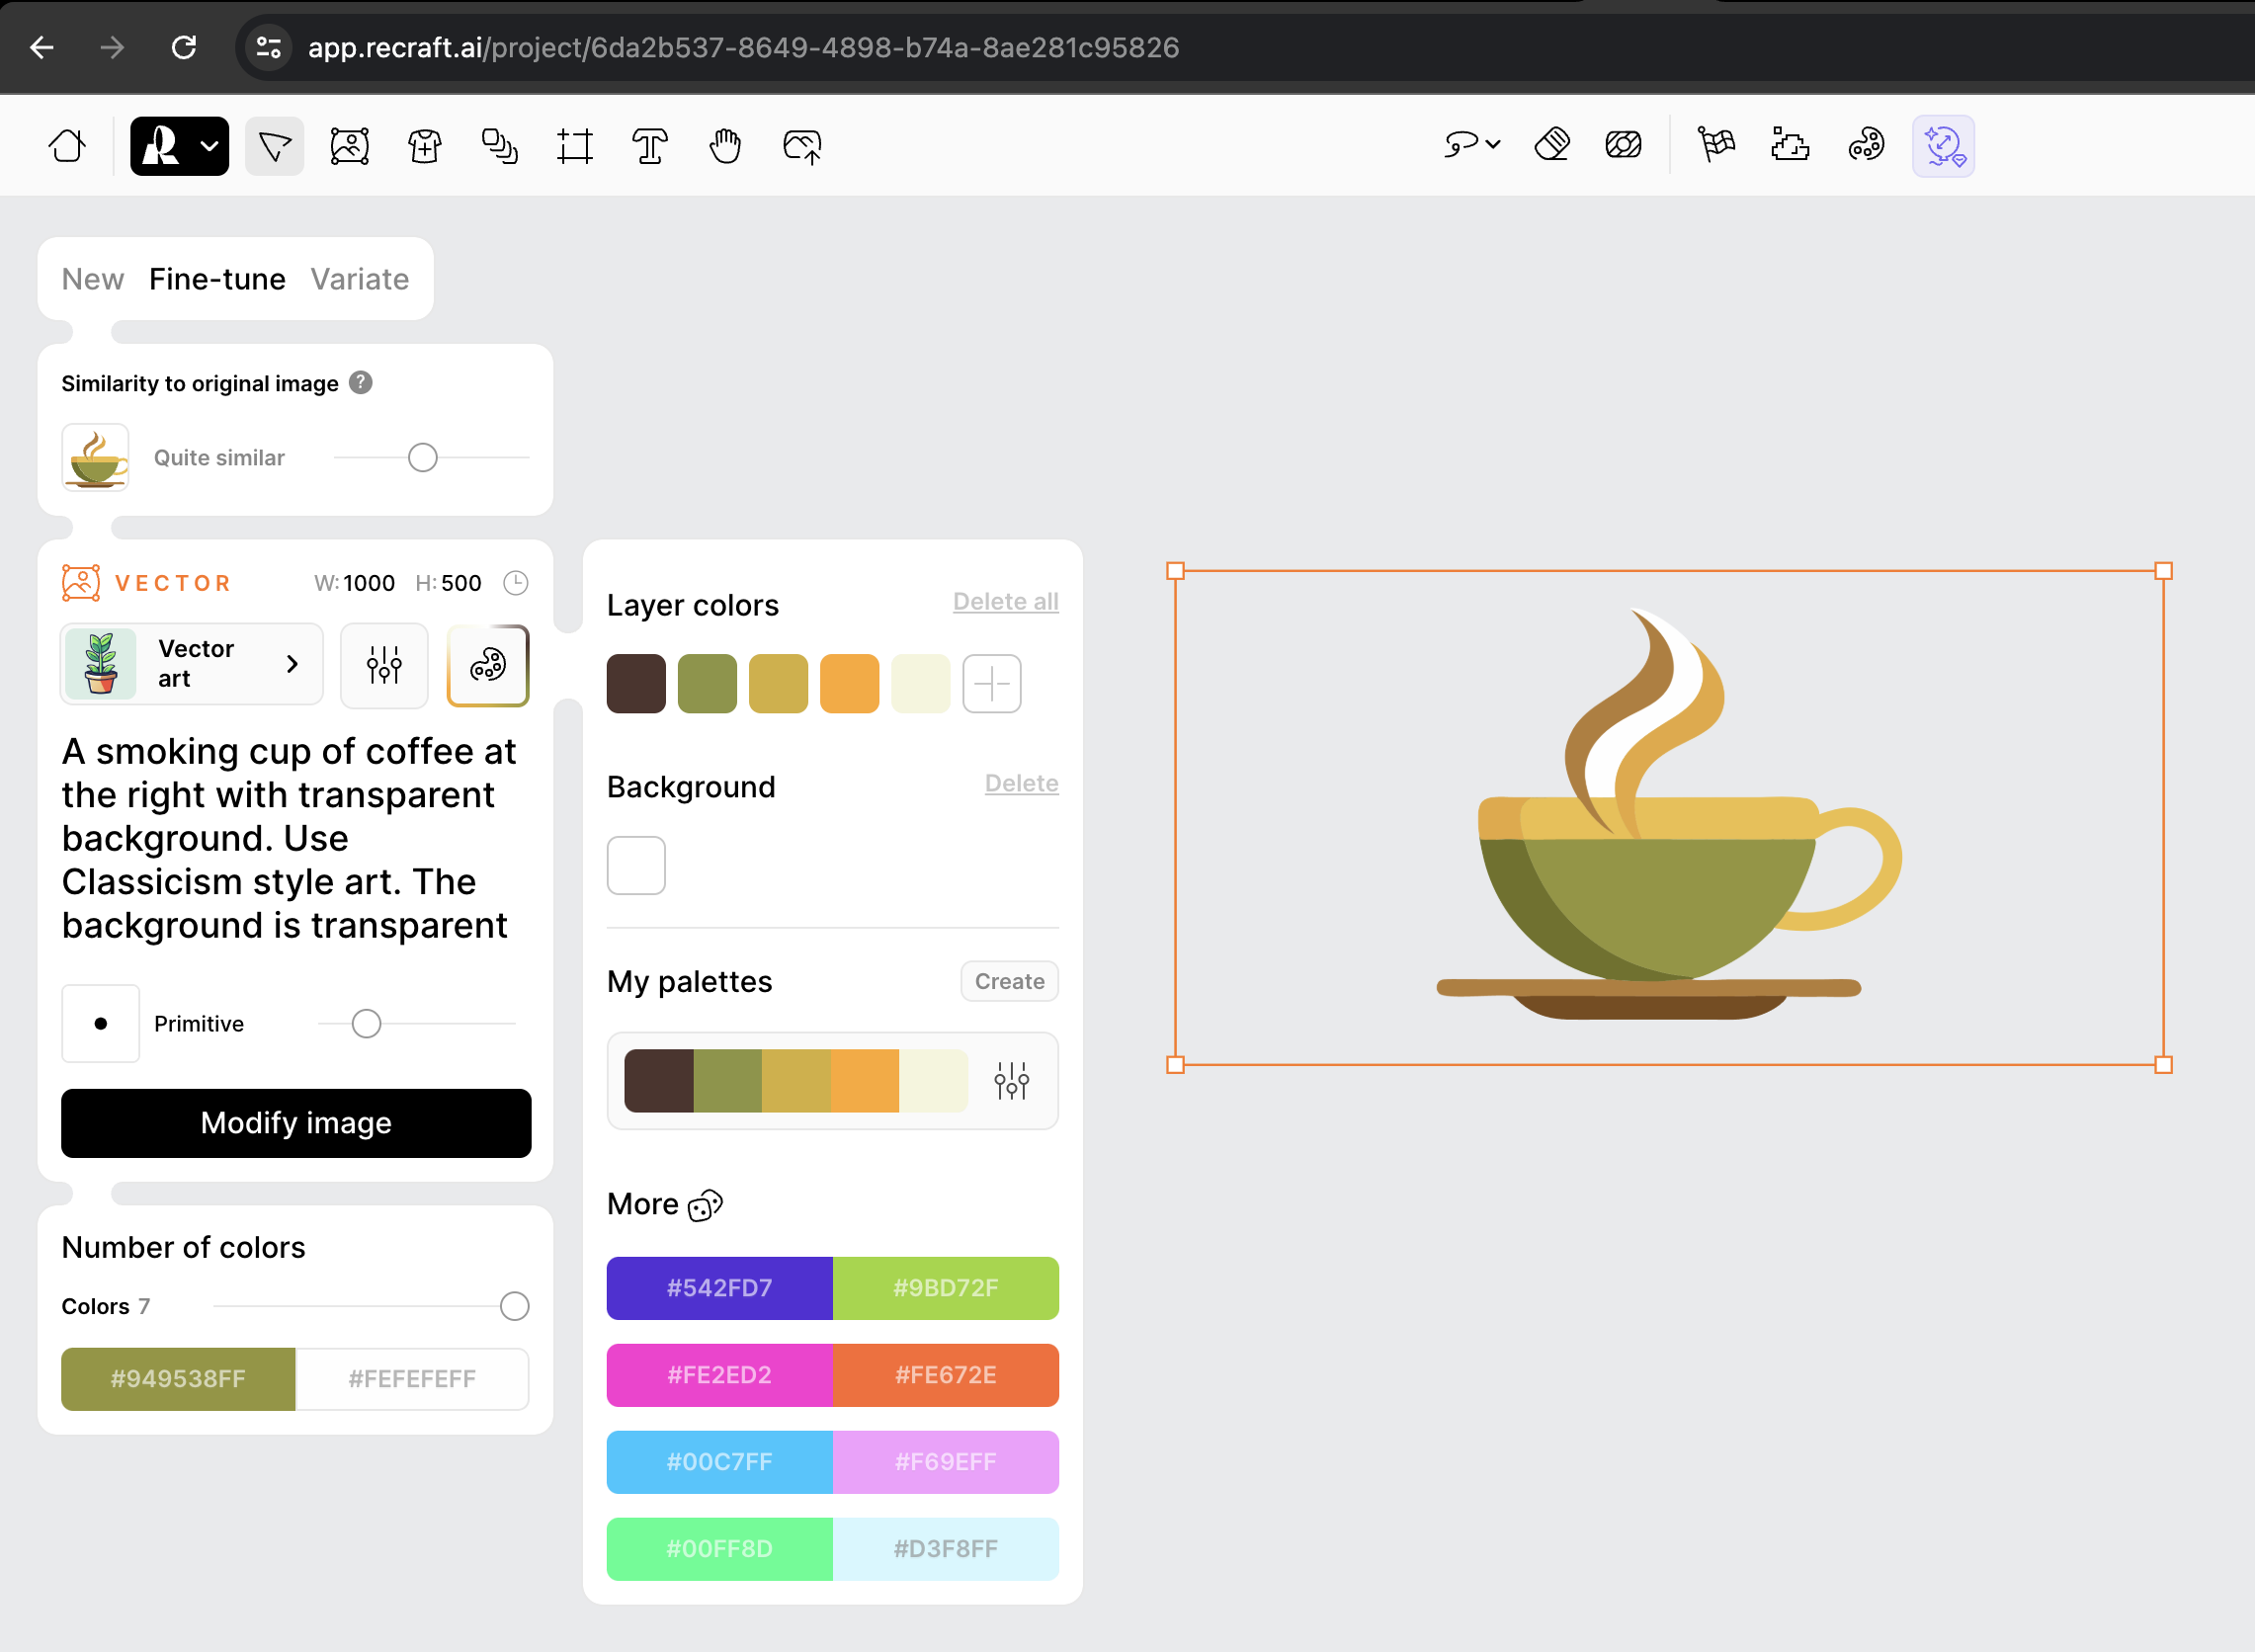 app.recraft.ai/project/6da2b537-8649-4898-b74a-8ae281c95826
New Fine-tune Variate
Similarity to original image ?
Quite similar
VECTOR W: 1000 H: 500
Vector
art
A smoking cup of coffee at
the right with transparent
background. Use
Classicism style art. The
background is transparent
Primitive
Modify image
Number of colors
Colors 7
#949538FF #FEFEFEFF
Layer colors Delete all
Background Delete
My palettes Create
More
#542FD7 #9BD72F
#FE2ED2 #FE672E
#00C7FF #F69EFF
#00FF8D #D3F8FF